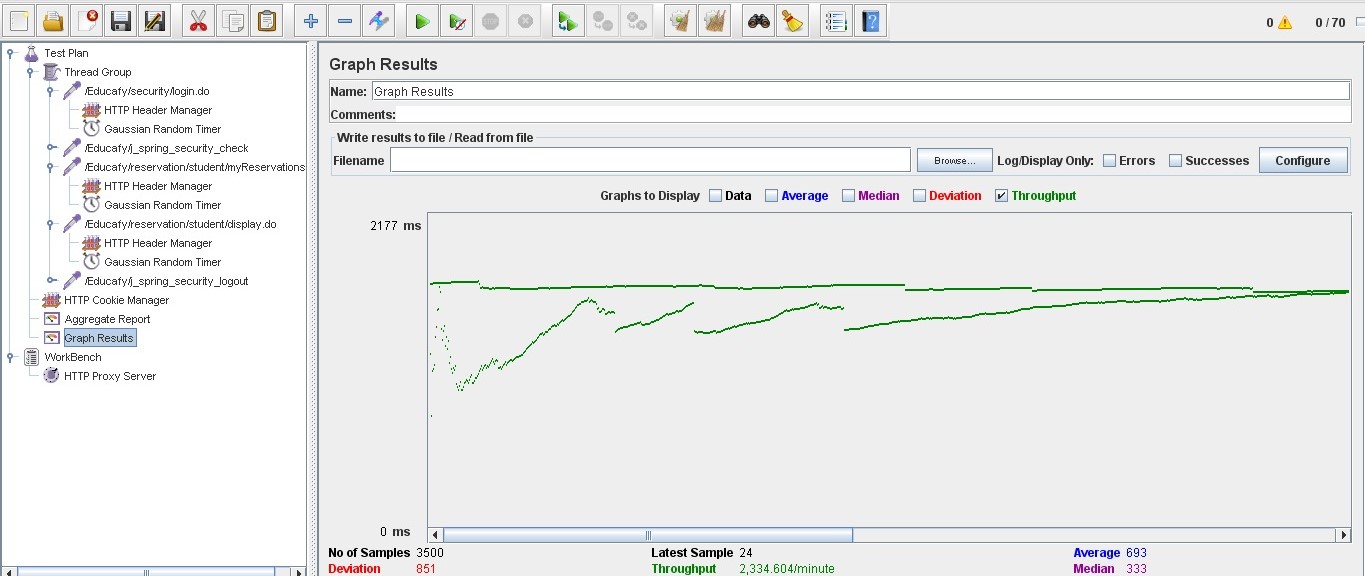 0
0 / 70
Test Plan
Thread Group
/Educafy/security/login.do
HTTP Header Manager
Gaussian Random Timer
/Educafy/j_spring_security_check
/Educafy/reservation/student/myReservations
HTTP Header Manager
Gaussian Random Timer
/Educafy/reservation/student/display.do
HTTP Header Manager
Gaussian Random Timer
/Educafy/j_spring_security_logout
HTTP Cookie Manager
Aggregate Report
Graph Results
WorkBench
HTTP Proxy Server
Graph Results
Name: Graph Results
Comments:
Write results to file / Read from file
Filename Browse... Log/Display Only: Errors Successes Configure
Graphs to Display Data Average Median Deviation Throughput
2177 ms
0 ms
No of Samples 3500 Latest Sample 24 Average 693
Deviation 851 Throughput 2,334.604/minute Median 333